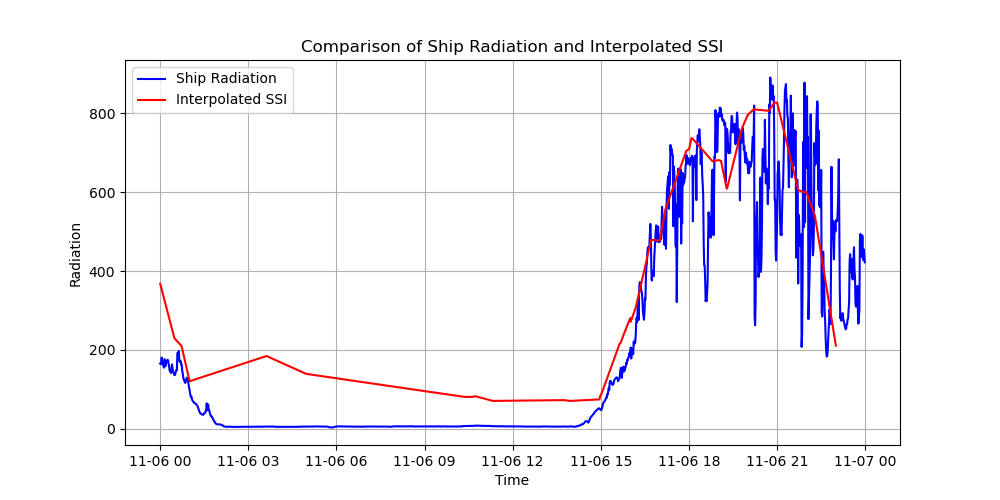 Comparison of Ship Radiation and Interpolated SSI
Ship Radiation
Interpolated SSI
Radiation
800
600
400
200
0
11-06 00 11-06 03 11-06 06 11-06 09 11-06 12 11-06 15 11-06 18 11-06 21 11-07 00
Time